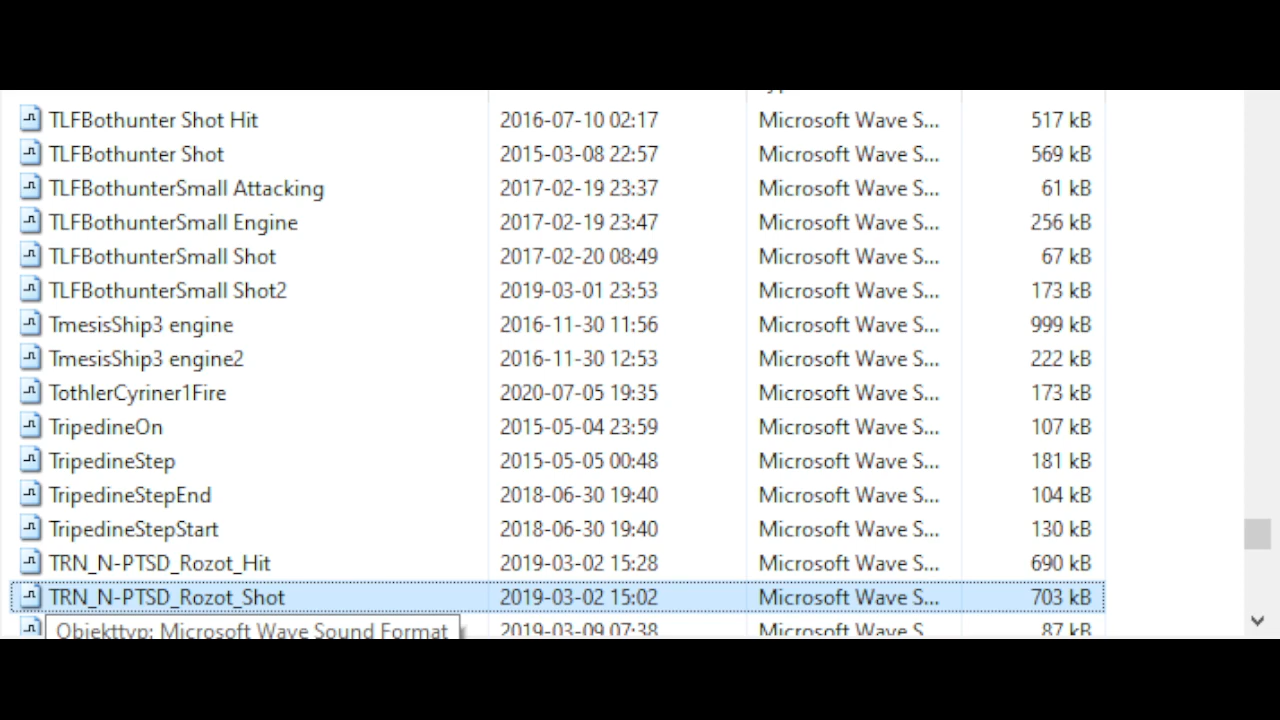 TLFBothunter Shot Hit 2016-07-10 02:17 Microsoft Wave S... 517 kB
TLFBothunter Shot 2015-03-08 22:57 Microsoft Wave S... 569 kB
TLFBothunterSmall Attacking 2017-02-19 23:37 Microsoft Wave S... 61 kB
TLFBothunterSmall Engine 2017-02-19 23:47 Microsoft Wave S... 256 kB
TLFBothunterSmall Shot 2017-02-20 08:49 Microsoft Wave S... 67 kB
TLFBothunterSmall Shot2 2019-03-01 23:53 Microsoft Wave S... 173 kB
TmesisShip3 engine 2016-11-30 11:56 Microsoft Wave S... 999 kB
TmesisShip3 engine2 2016-11-30 12:53 Microsoft Wave S... 222 kB
TothlerCyriner1Fire 2020-07-05 19:35 Microsoft Wave S... 173 kB
TripedineOn 2015-05-04 23:59 Microsoft Wave S... 107 kB
TripedineStep 2015-05-05 00:48 Microsoft Wave S... 181 kB
TripedineStepEnd 2018-06-30 19:40 Microsoft Wave S... 104 kB
TripedineStepStart 2018-06-30 19:40 Microsoft Wave S... 130 kB
TRN_N-PTSD_Rozot_Hit 2019-03-02 15:28 Microsoft Wave S... 690 kB
TRN_N-PTSD_Rozot_Shot 2019-03-02 15:02 Microsoft Wave S... 703 kB
Objekttyp: Microsoft Wave Sound Format 2019-03-09 07:38 Microsoft Wave S... 87 kB